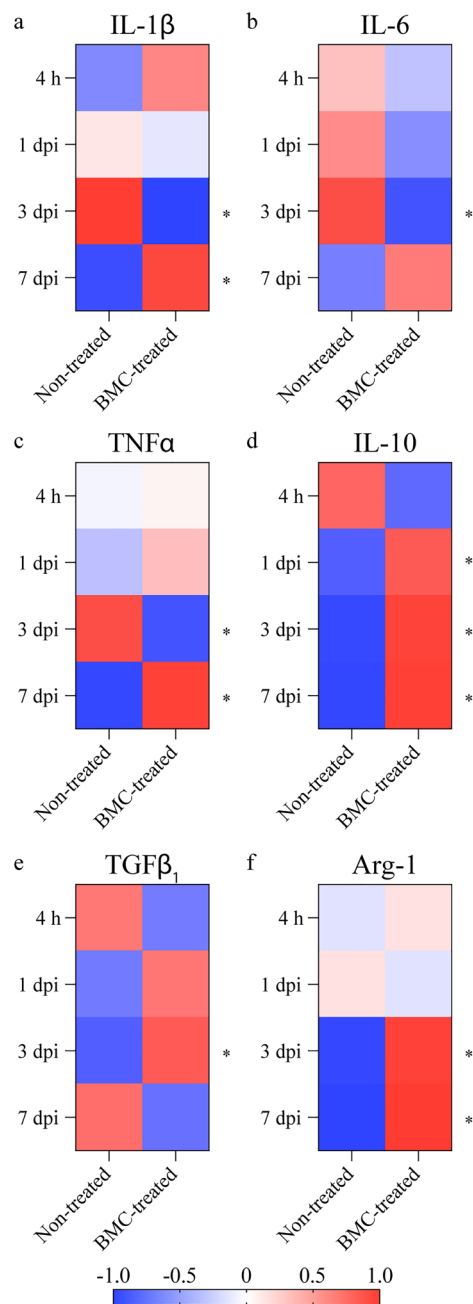 a IL-1β b IL-6
4 h
1 dpi 1 dpi
3 dpi * 3 dpi *
7 dpi * 7 dpi
Non-treated BMC-treated Non-treated BMC-treated
c TNFα d IL-10
4 h 4 h
1 dpi 1 dpi *
3 dpi * 3 dpi *
7 dpi * 7 dpi *
Non-treated BMC-treated Non-treated BMC-treated
e TGFβ1 f Arg-1
4 h 4 h
1 dpi 1 dpi
3 dpi * 3 dpi *
7 dpi 7 dpi *
Non-treated BMC-treated Non-treated BMC-treated
-1.0 -0.5 0 0.5 1.0